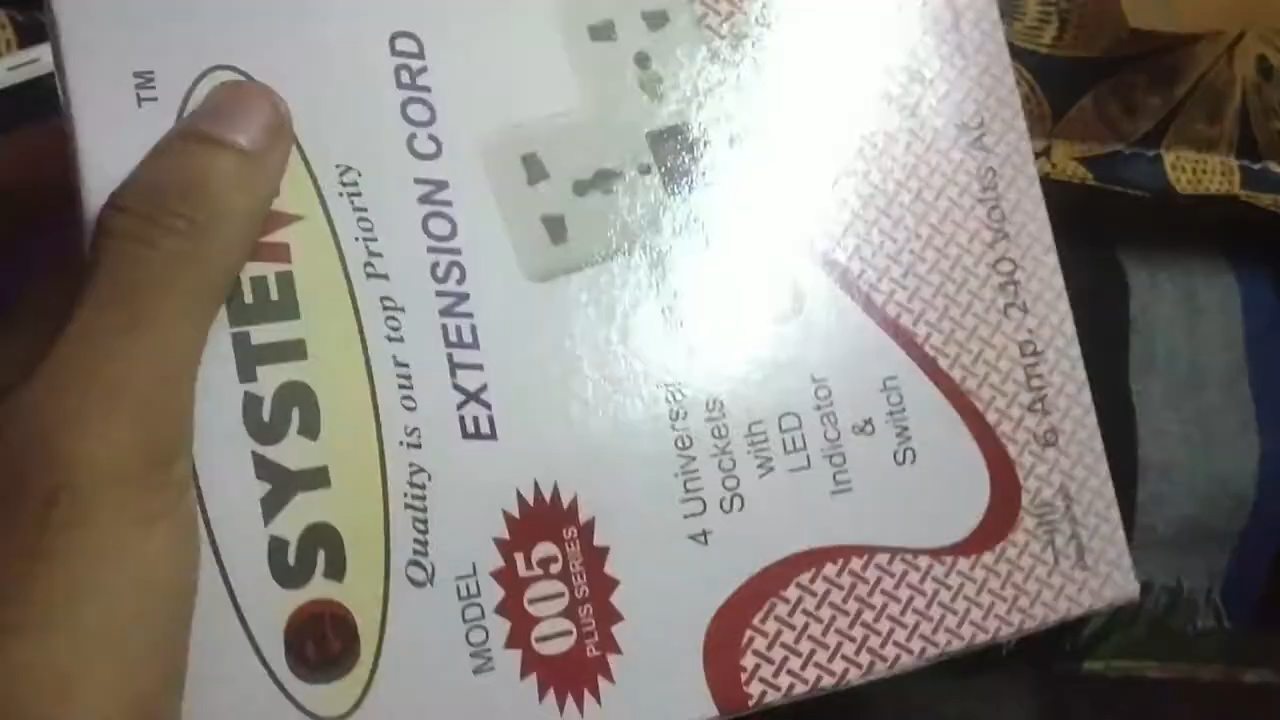 TM
SYSTE
Quality is our top Priority
EXTENSION CORD
MODEL
005
PLUS SERIES
4 Universal
Sockets
with
LED
Indicator
&
Switch
6 Amp. 240 Volts AC